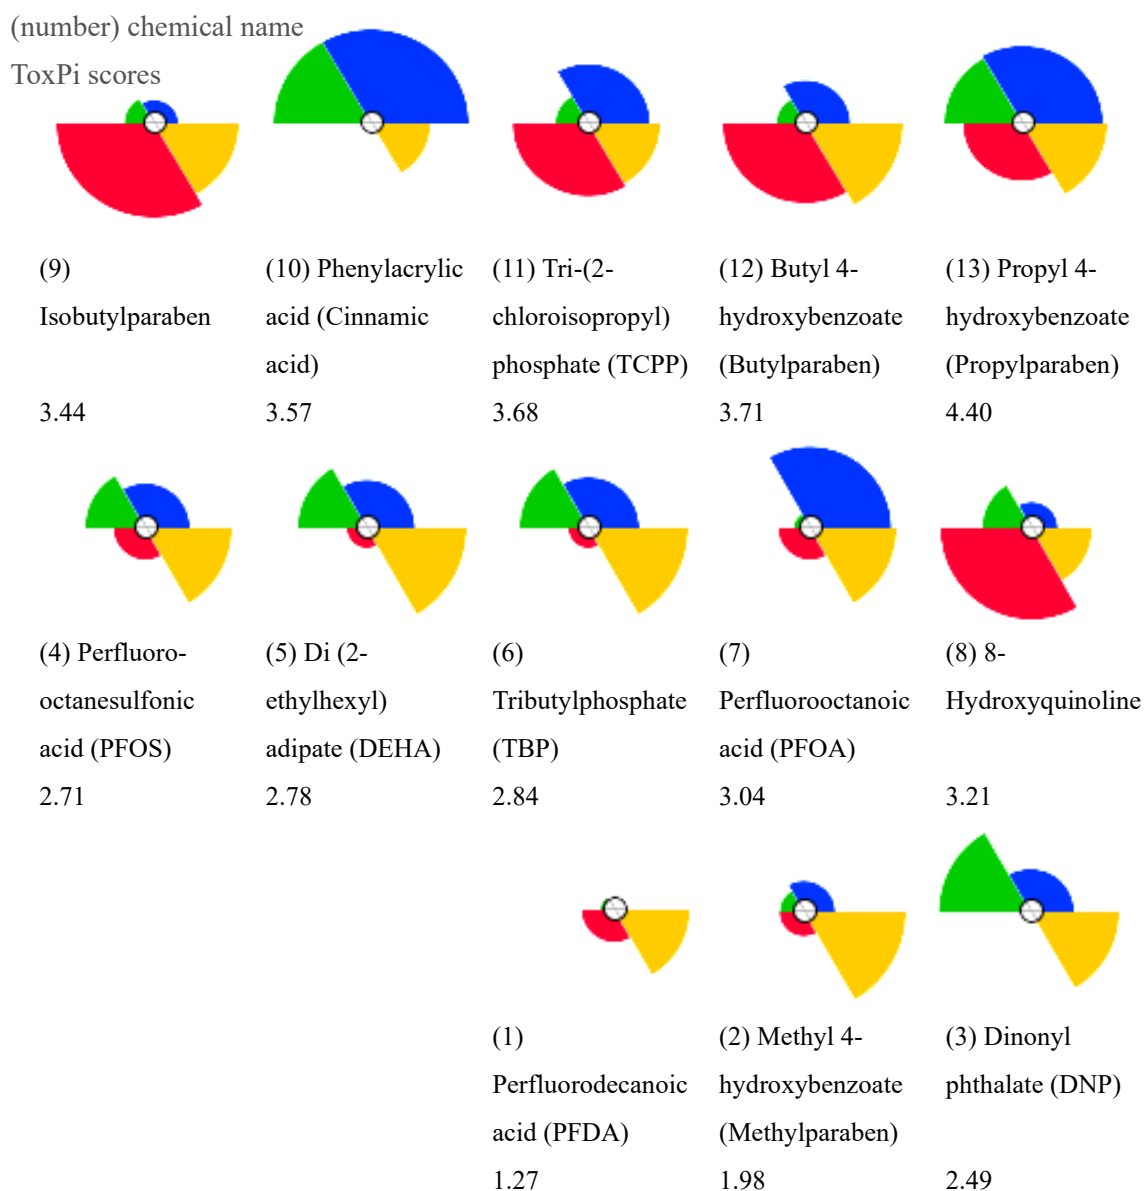 (number) chemical name
ToxPi scores
(9)
Isobutylparaben
3.44
(10) Phenylacrylic
acid (Cinnamic
acid)
3.57
(11) Tri-(2-
chloroisopropyl)
phosphate (TCPP)
3.68
(12) Butyl 4-
hydroxybenzoate
(Butylparaben)
3.71
(13) Propyl 4-
hydroxybenzoate
(Propylparaben)
4.40
(4) Perfluoro-
octanesulfonic
acid (PFOS)
2.71
(5) Di (2-
ethylhexyl)
adipate (DEHA)
2.78
(6)
Tributylphosphate
(TBP)
2.84
(7)
Perfluorooctanoic
acid (PFOA)
3.04
(8) 8-
Hydroxyquinoline
3.21
(1)
Perfluorodecanoic
acid (PFDA)
1.27
(2) Methyl 4-
hydroxybenzoate
(Methylparaben)
1.98
(3) Dinonyl
phthalate (DNP)
2.49